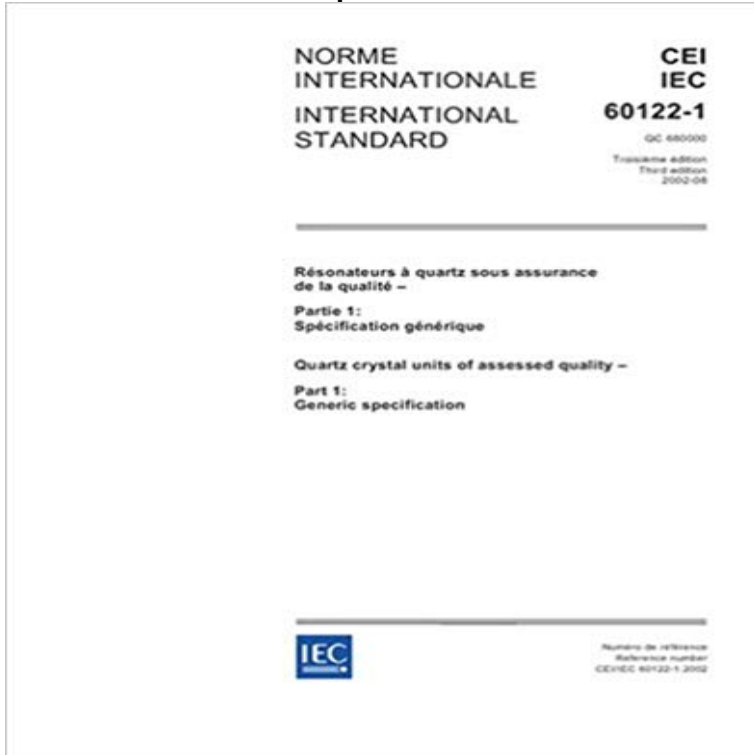 NORME
INTERNATIONALE
INTERNATIONAL
STANDARD
CEI
IEC
60122-1
QC 680000
Troisième édition
Third edition
2002-08
Résonateurs à quartz sous assurance
de la qualité –
Partie 1:
Spécification générique
Quartz crystal units of assessed quality –
Part 1:
Generic specification
IEC
Numéro de référence
Reference number
CEI/IEC 60122-1:2002